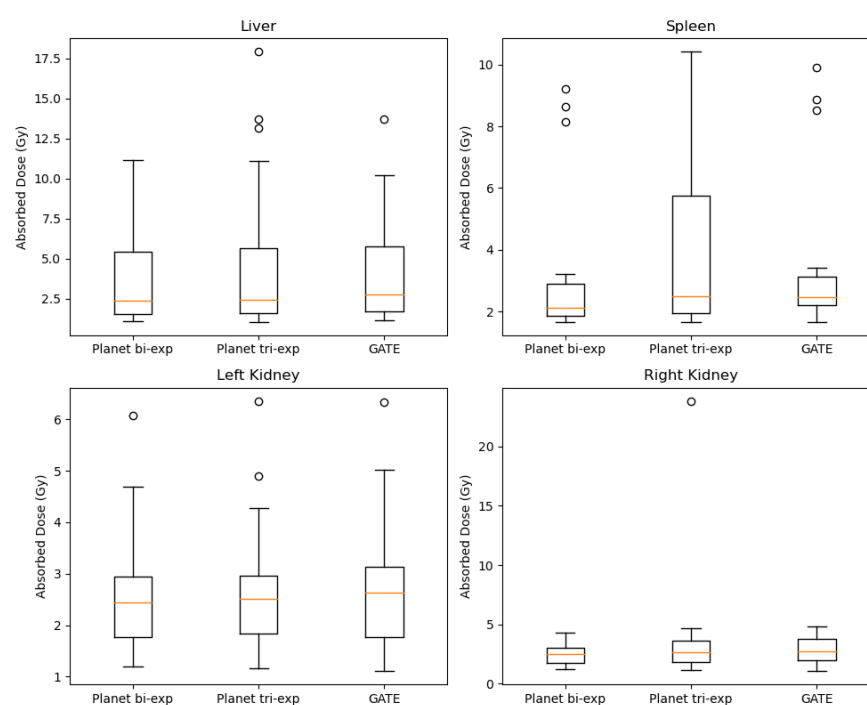 Liver
Absorbed Dose (Gy)
17.5
15.0
12.5
10.0
7.5
5.0
2.5
Planet bi-exp Planet tri-exp GATE
Spleen
Absorbed Dose (Gy)
10
8
6
4
2
Planet bi-exp Planet tri-exp GATE
Left Kidney
Absorbed Dose (Gy)
6
5
4
3
2
1
Planet bi-exp Planet tri-exp GATE
Right Kidney
Absorbed Dose (Gy)
20
15
10
5
0
Planet bi-exp Planet tri-exp GATE